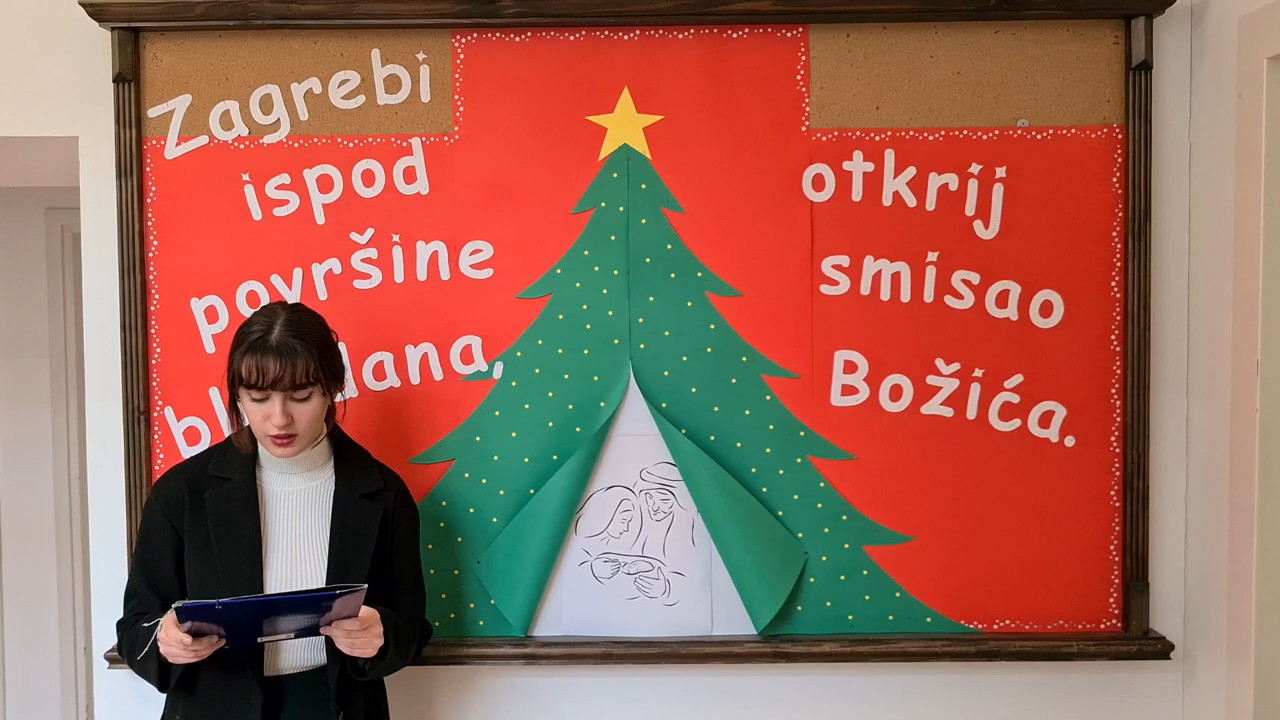 Zagrebi
ispod
površine
otkrij
smisao
Božića.